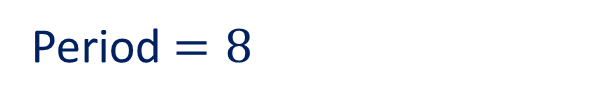 Period = 8